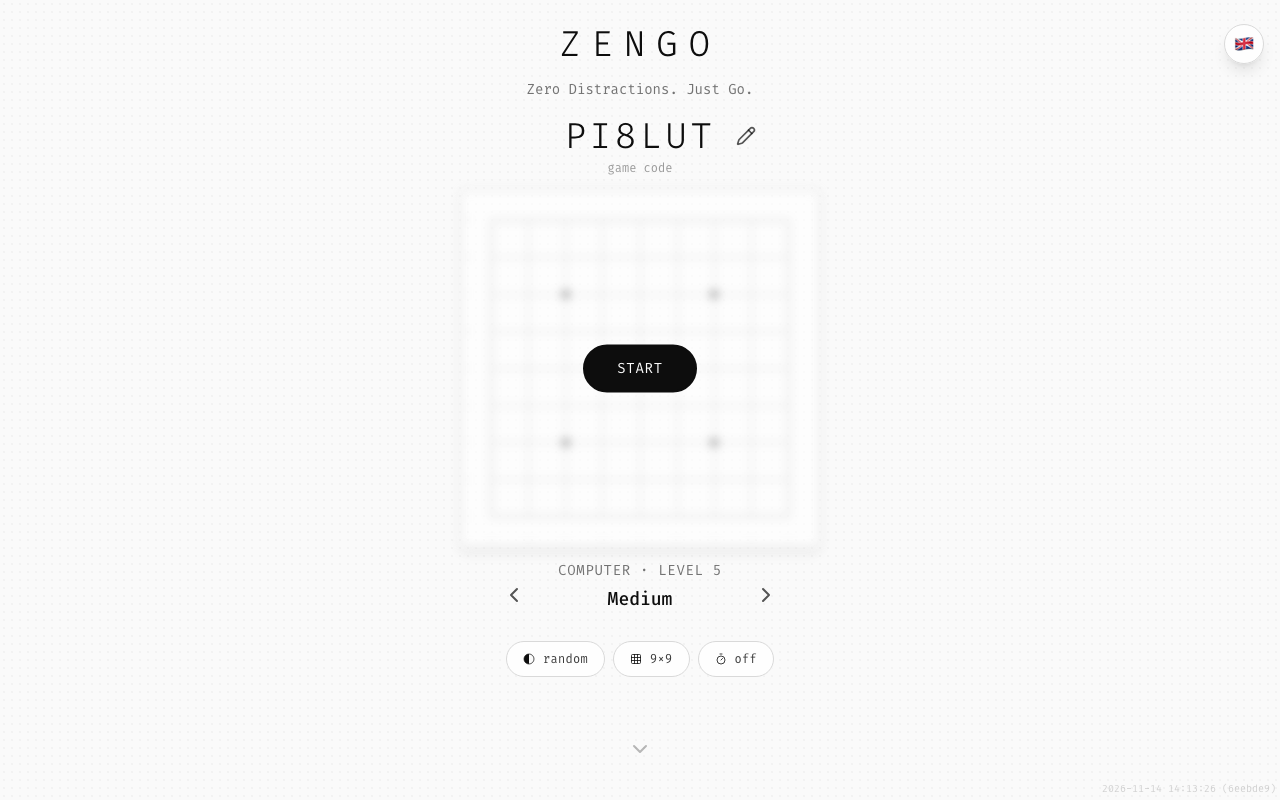 ZENGO
Zero Distractions. Just Go.
PI8LUT
game code
START
COMPUTER · LEVEL 5
Medium
random
9×9
off
2026-11-14 14:13:26 (6eebde9)